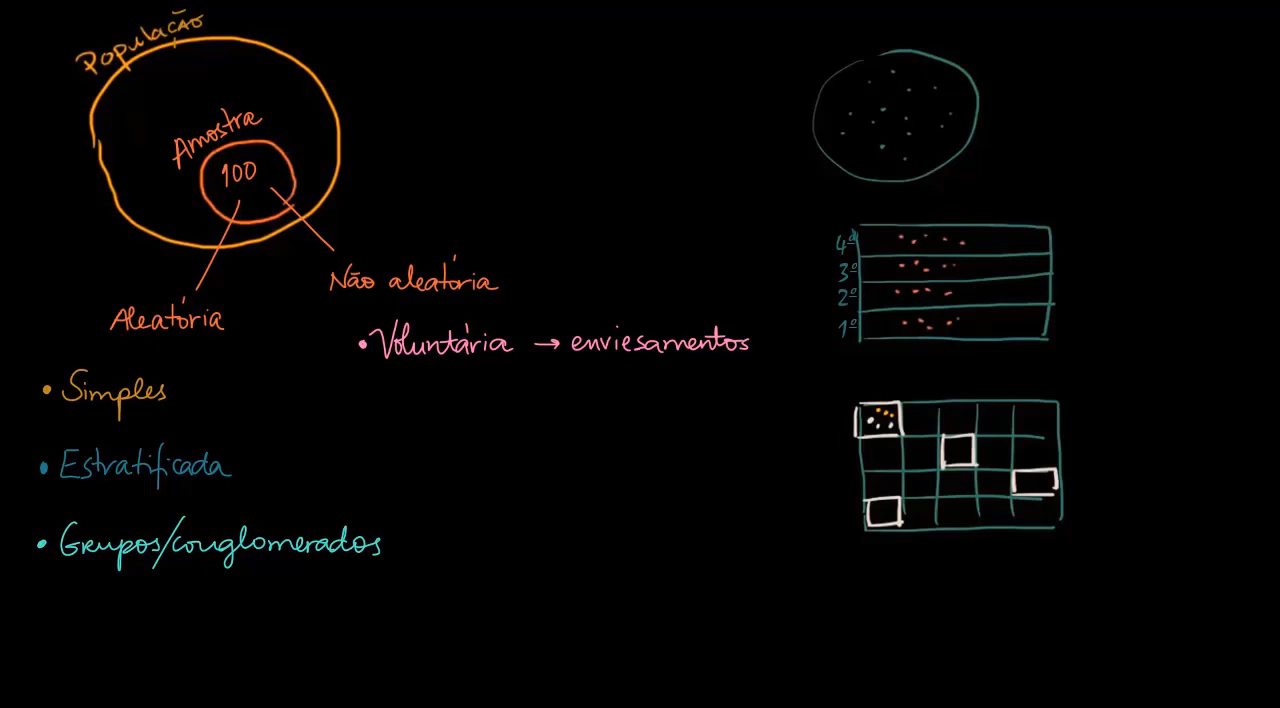 População
Amostra
100
Não aleatória
Aleatória
• Voluntária → enviesamentos
• Simples
• Estratificada
• Grupos/conglomerados
4º
3º
2º
1º